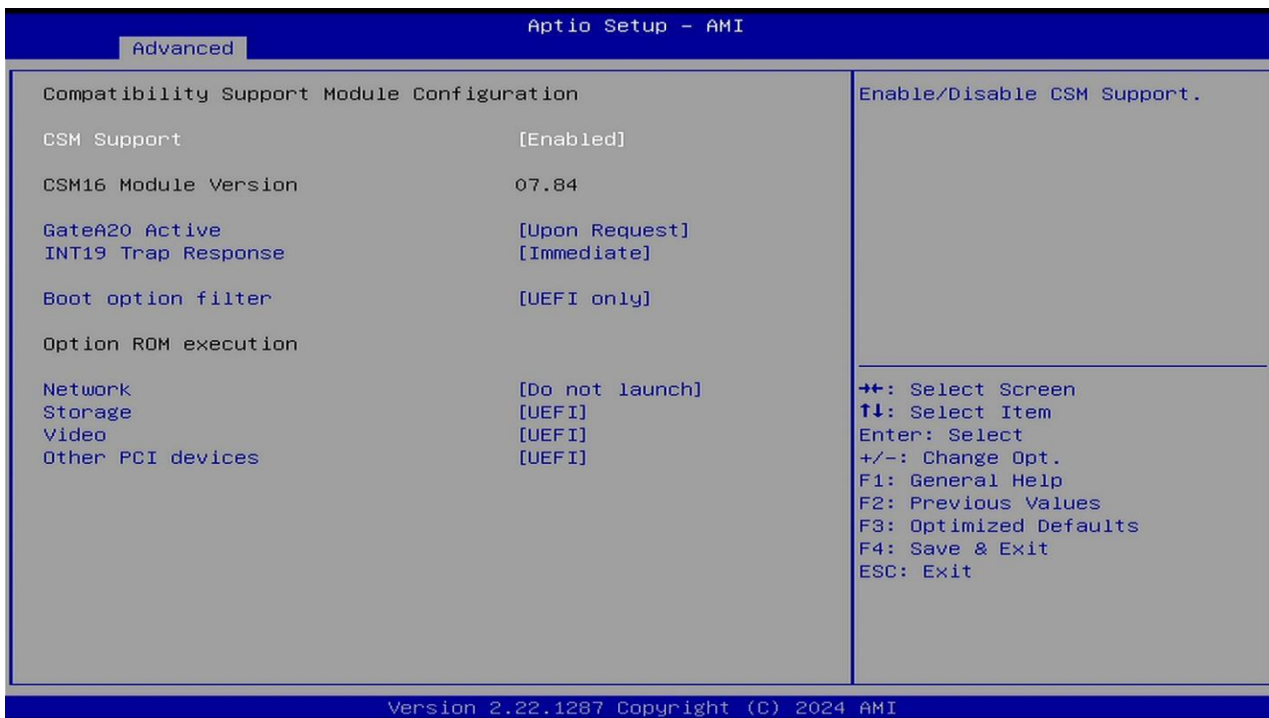 Aptio Setup – AMI
Advanced
Compatibility Support Module Configuration
CSM Support [Enabled]
CSM16 Module Version 07.84
GateA20 Active [Upon Request]
INT19 Trap Response [Immediate]
Boot option filter [UEFI only]
Option ROM execution
Network [Do not launch]
Storage [UEFI]
Video [UEFI]
Other PCI devices [UEFI]
Enable/Disable CSM Support.
→←: Select Screen
↑↓: Select Item
Enter: Select
+/-: Change Opt.
F1: General Help
F2: Previous Values
F3: Optimized Defaults
F4: Save & Exit
ESC: Exit
Version 2.22.1287 Copyright (C) 2024 AMI